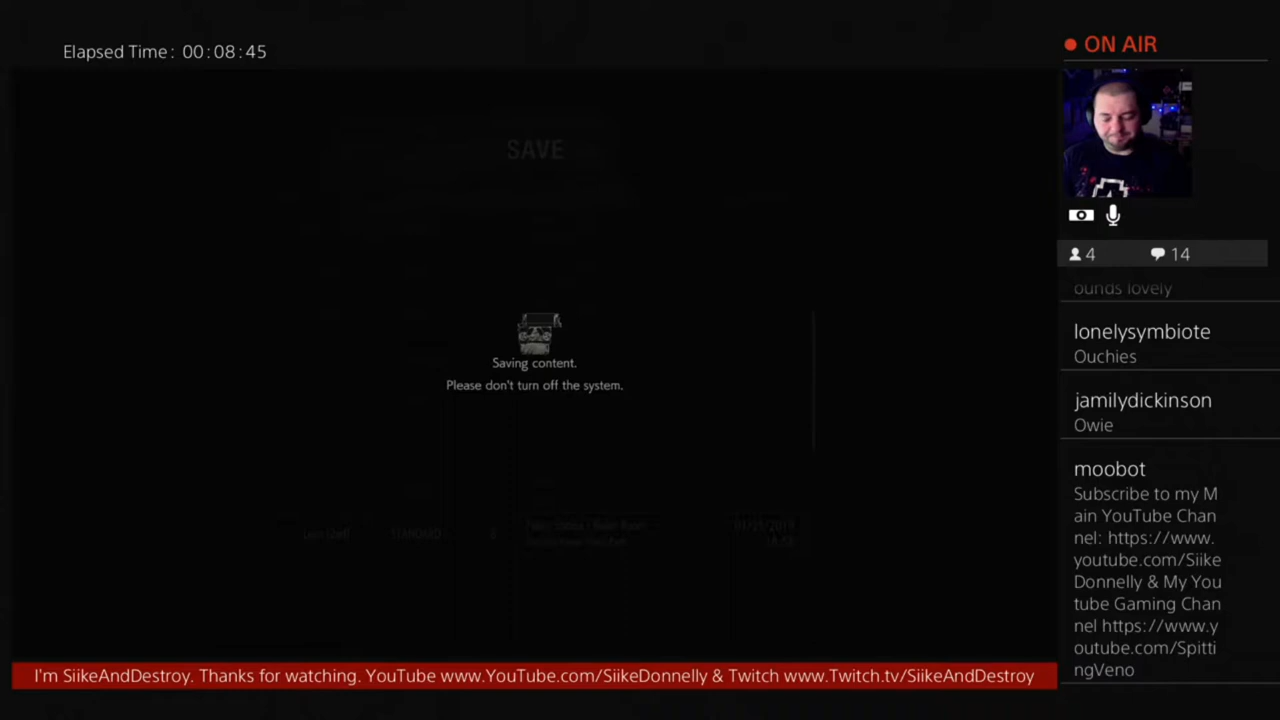 Elapsed Time: 00:08:45
ON AIR
SAVE
4
14
ounds lovely
lonelysymbiote
Ouchies
jamilydickinson
Owie
Saving content.
Please don't turn off the system.
moobot
Subscribe to my M
ain YouTube Chan
nel: https://www.
youtube.com/Siike
Donnelly & My You
tube Gaming Chan
nel https://www.y
outube.com/Spitti
ngVeno
STANDARD
I'm SiikeAndDestroy. Thanks for watching. YouTube www.YouTube.com/SiikeDonnelly & Twitch www.Twitch.tv/SiikeAndDestroy